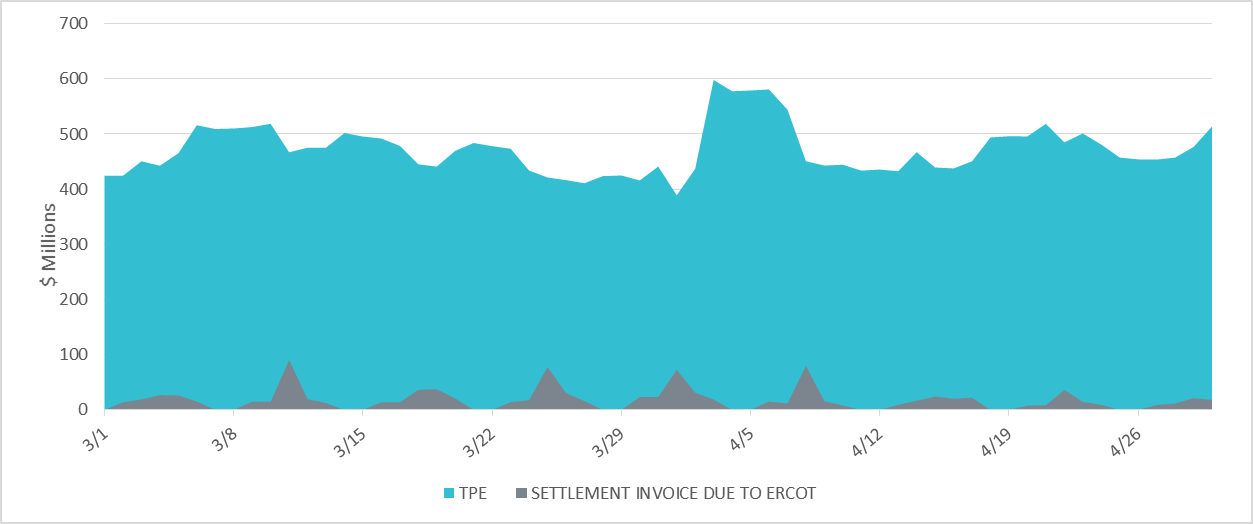 700
600
500
400
300
200
100
0
$ Millions
3/1 3/8 3/15 3/22 3/29 4/5 4/12 4/19 4/26
TPE SETTLEMENT INVOICE DUE TO ERCOT